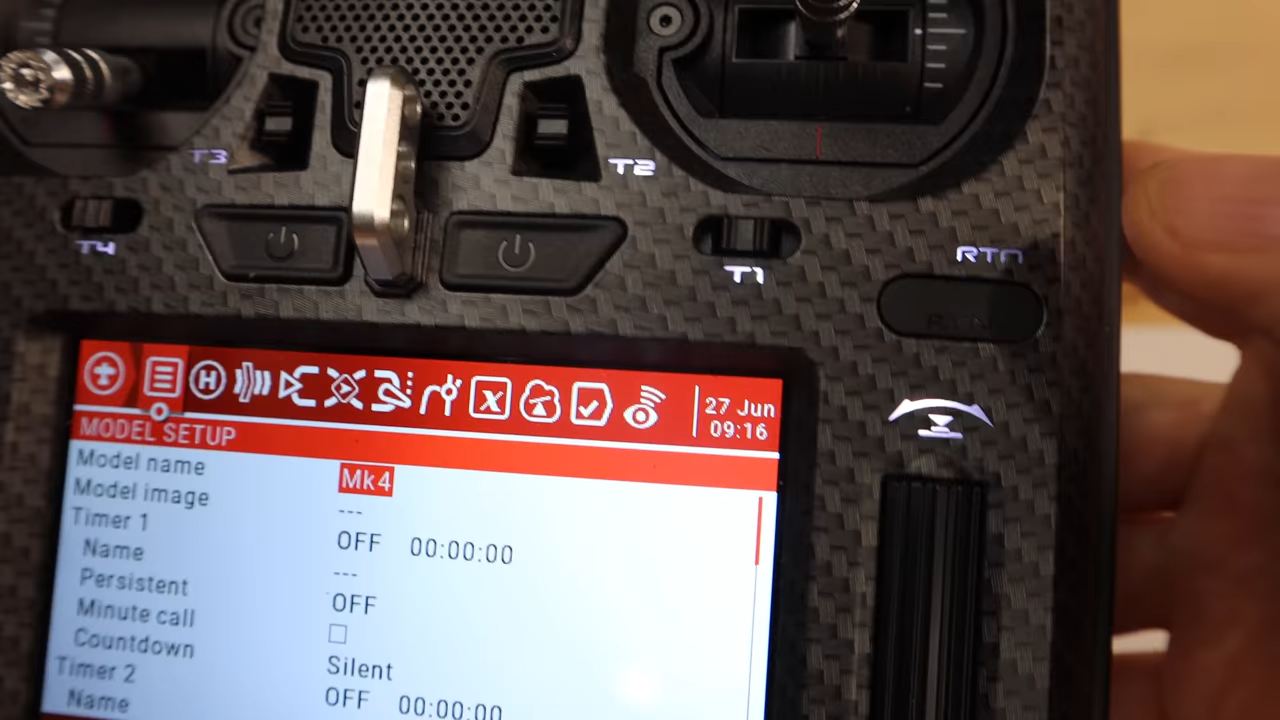 T3
T2
T4
T1
RTN
H
X
27 Jun
09:16
MODEL SETUP
Model name Mk4
Model image ---
Timer 1 OFF 00:00:00
Name ---
Persistent OFF
Minute call
Countdown Silent
Timer 2 OFF 00:00:00
Name